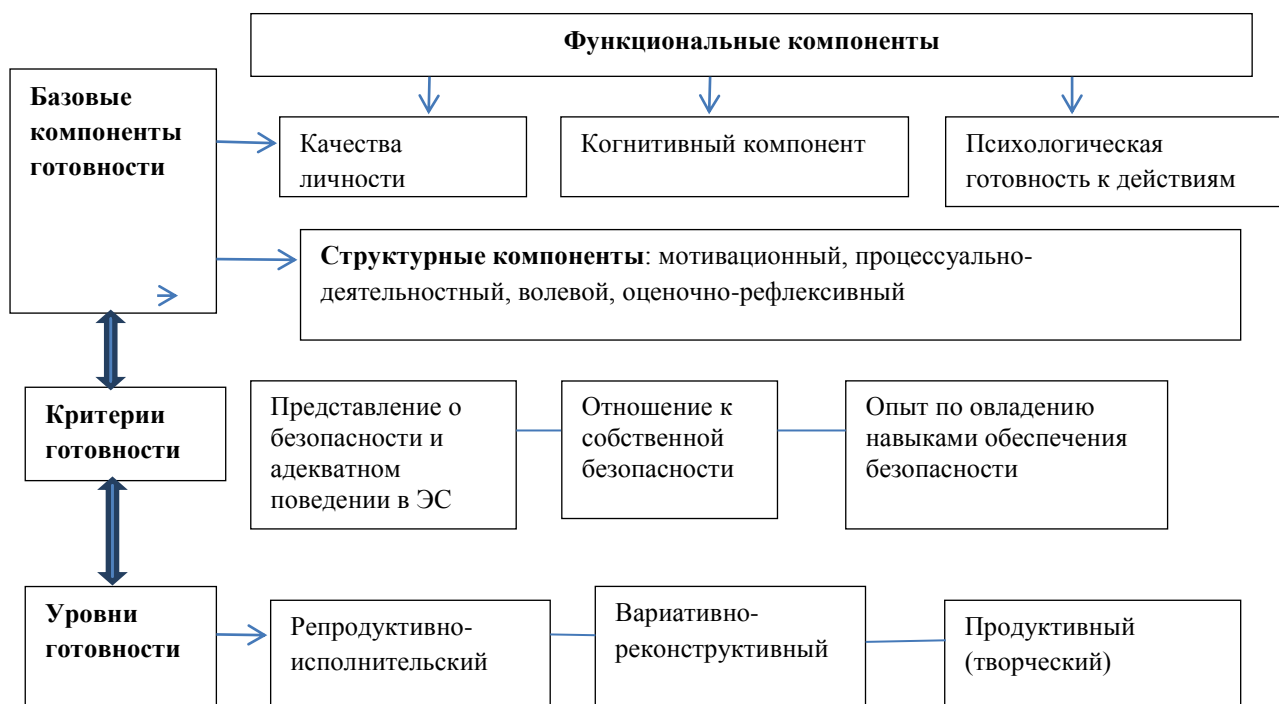 Функциональные компоненты
Базовые
компоненты
готовности
Качества
личности
Когнитивный компонент
Психологическая
готовность к действиям
Структурные компоненты: мотивационный, процессуально-
деятельностный, волевой, оценочно-рефлексивный
Критерии
готовности
Представление о
безопасности и
адекватном
поведении в ЭС
Отношение к
собственной
безопасности
Опыт по овладению
навыками обеспечения
безопасности
Уровни
готовности
Репродуктивно-
исполнительский
Вариативно-
реконструктивный
Продуктивный
(творческий)